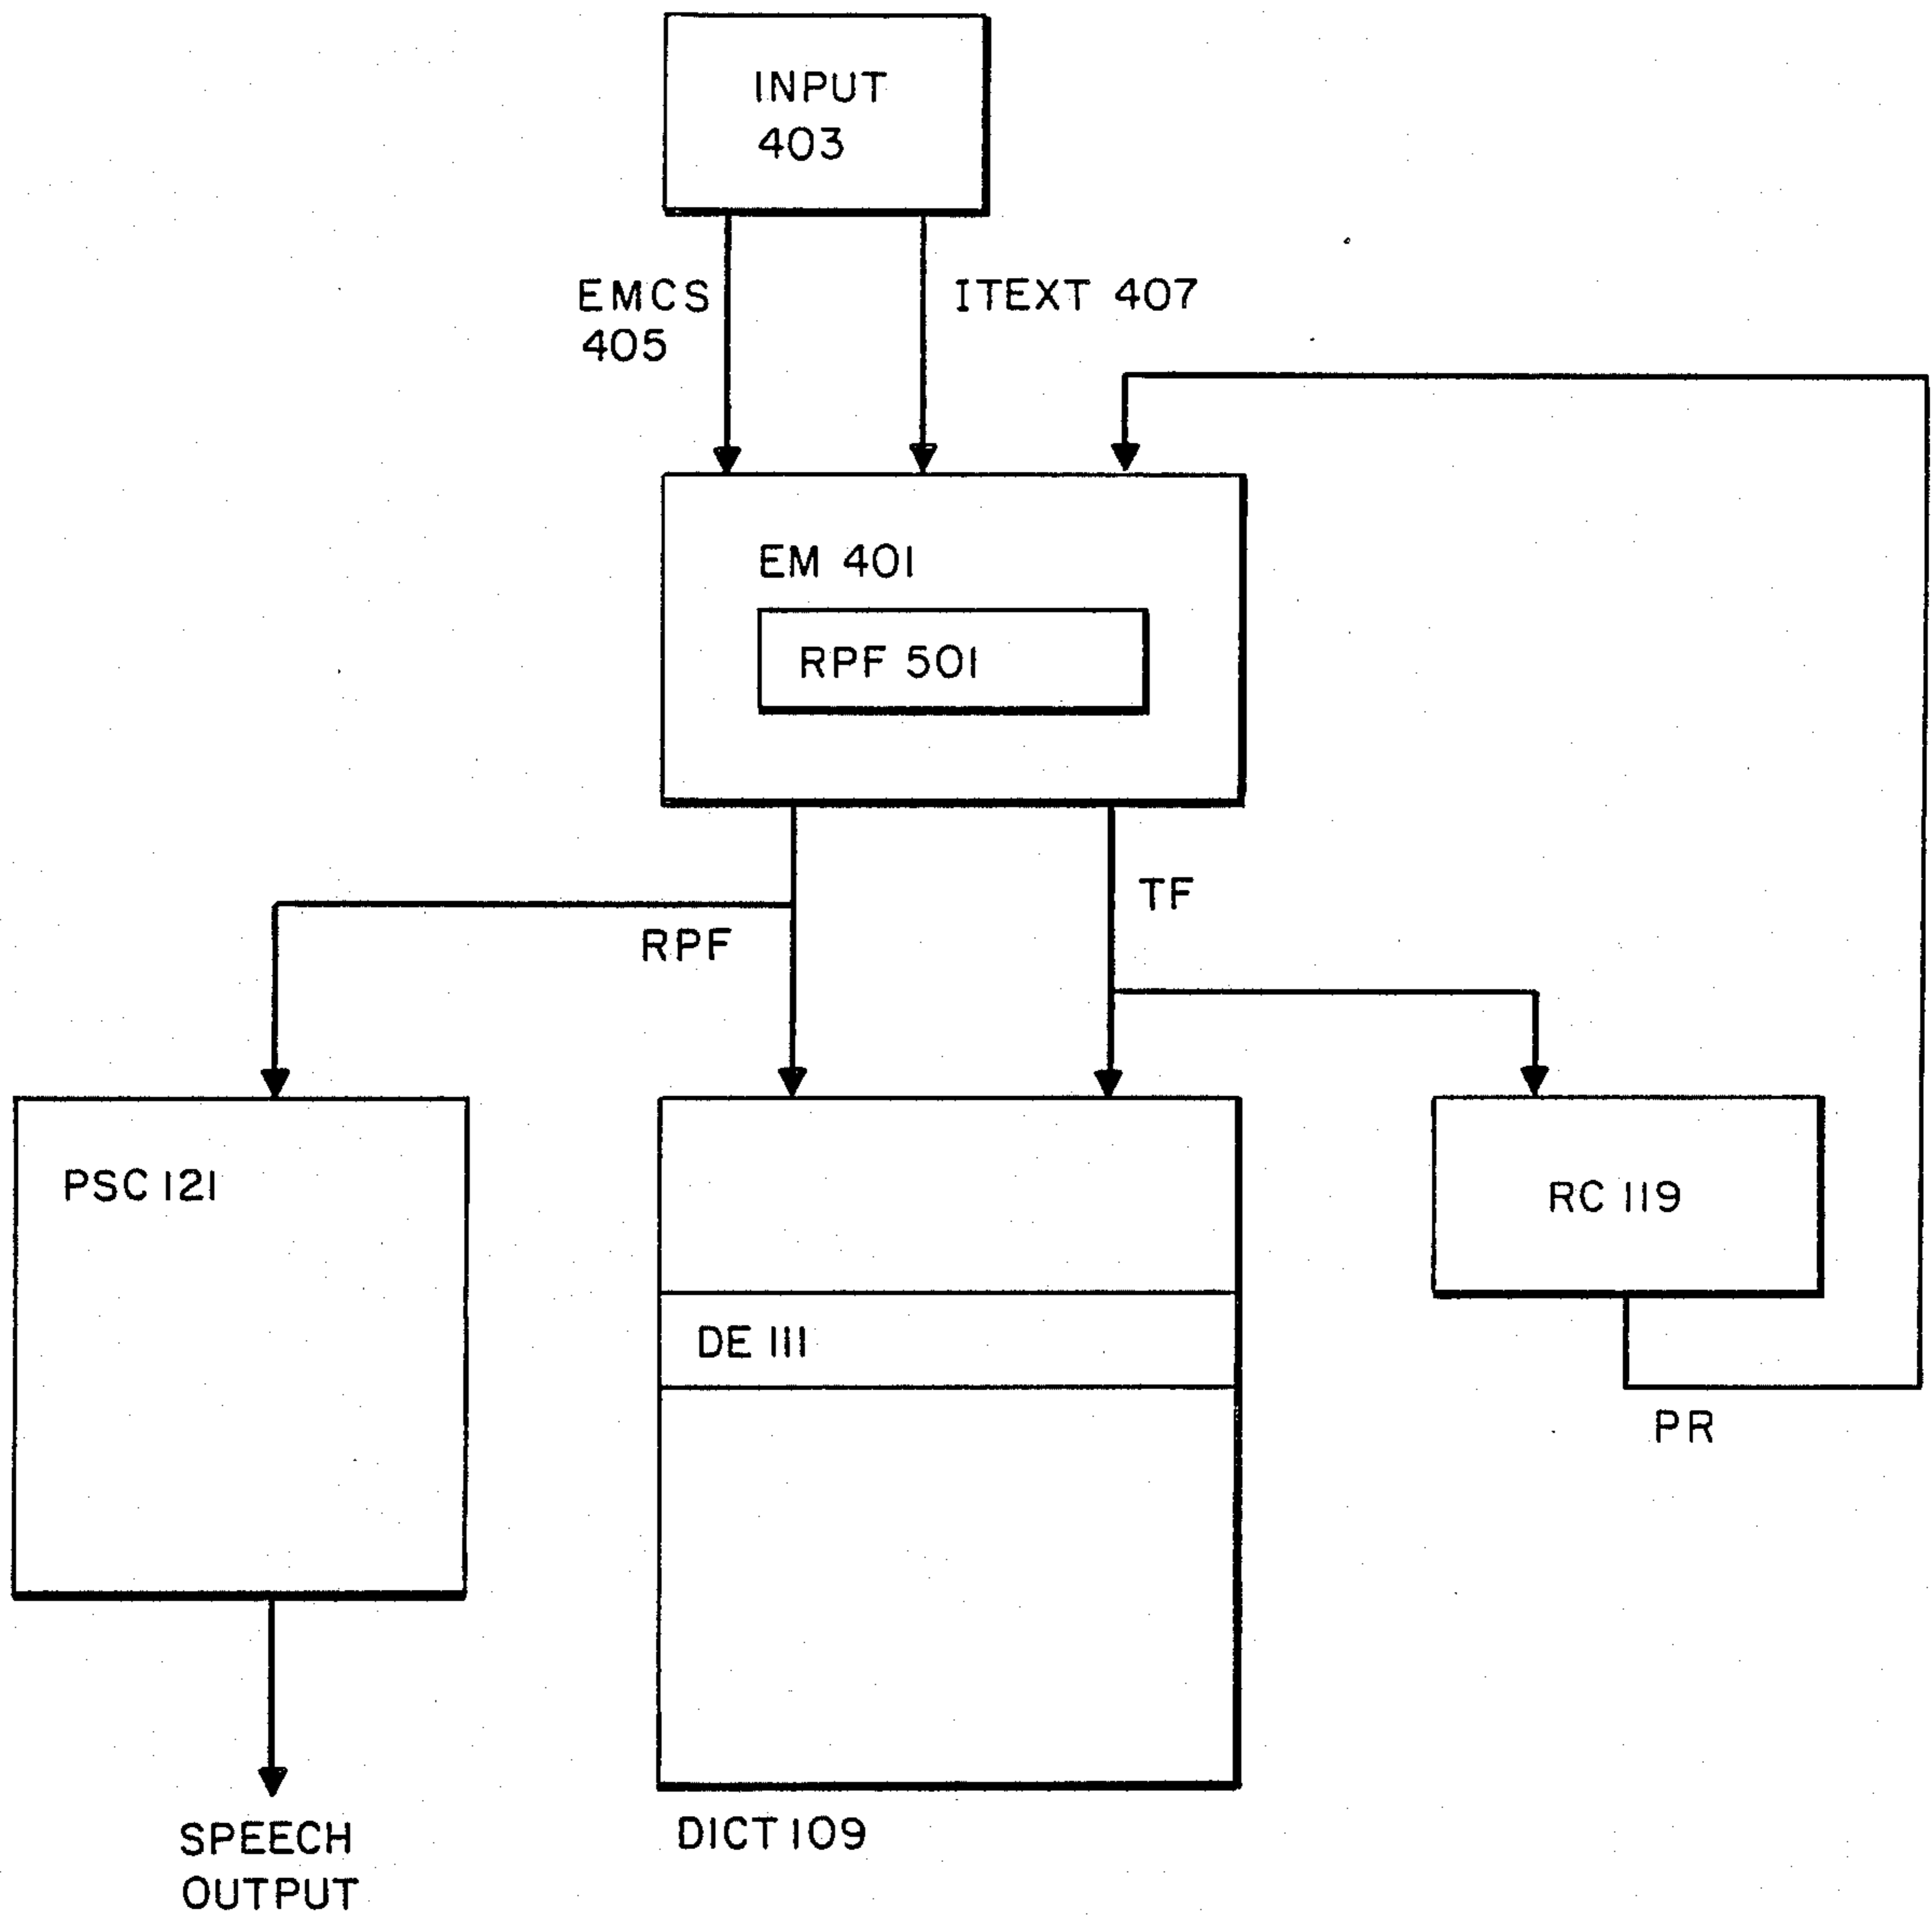 INPUT
403
EMCS
405
ITEXT 407
EM 401
RPF 501
TF
RPF
PSC 121
RC 119
DE 111
PR
DICT 109
SPEECH
OUTPUT